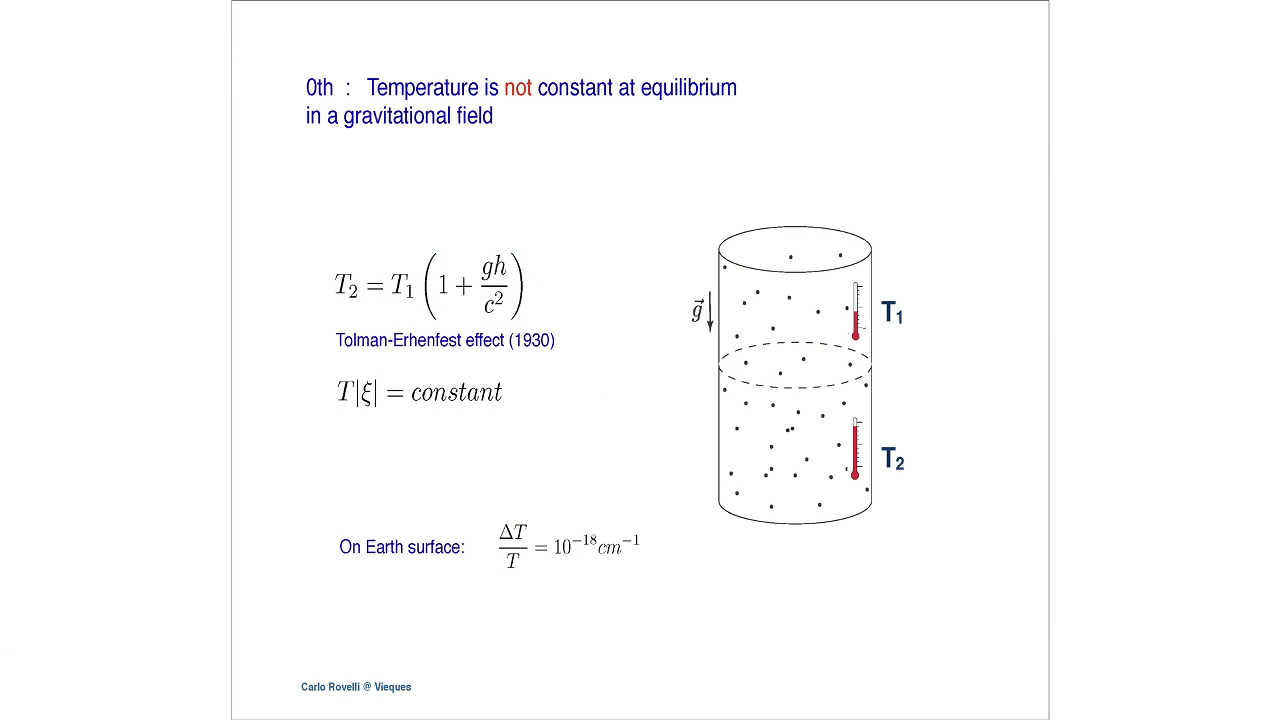 0th : Temperature is not constant at equilibrium
in a gravitational field
T₂ = T₁ (1 + gh/c²)
Tolman-Erhenfest effect (1930)
T|ξ| = constant
g⃗
T₁
T₂
On Earth surface: ΔT/T = 10⁻¹⁸cm⁻¹
Carlo Rovelli @ Vieques